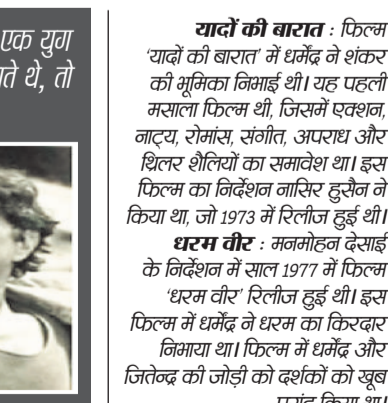 एक युग
ते थे, तो
यादों की बारात : फिल्म
‘यादों की बारात’ में धर्मेंद्र ने शंकर
की भूमिका निभाई थी। यह पहली
मसाला फिल्म थी, जिसमें एक्शन,
नाट्य, रोमांस, संगीत, अपराध और
थ्रिलर शैलियों का समावेश था। इस
फिल्म का निर्देशन नासिर हुसैन ने
किया था, जो 1973 में रिलीज हुई थी।
धरम वीर : मनमोहन देसाई
के निर्देशन में साल 1977 में फिल्म
‘धरम वीर’ रिलीज हुई थी। इस
फिल्म में धर्मेंद्र ने धरम का किरदार
निभाया था। फिल्म में धर्मेंद्र और
जितेन्द्र की जोड़ी को दर्शकों को खूब